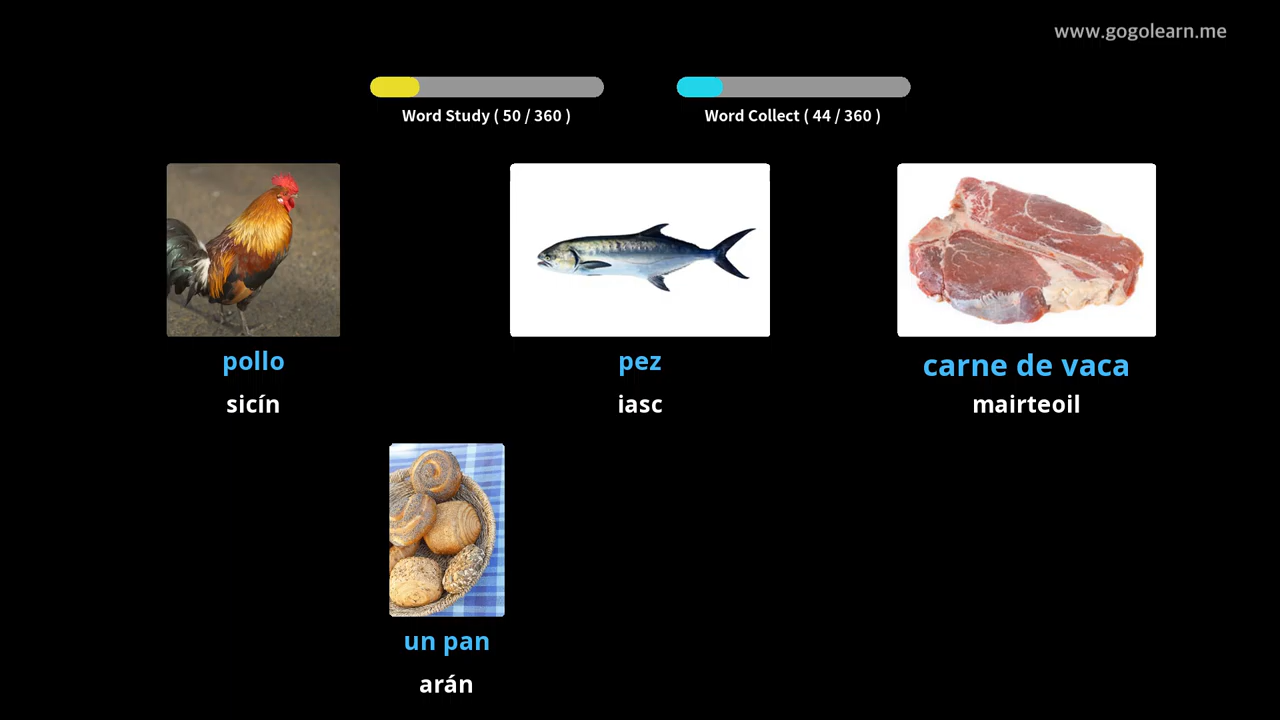 www.gogolearn.me
Word Study ( 50 / 360 )
Word Collect ( 44 / 360 )
pollo
pez
carne de vaca
sicín
iasc
mairteoil
un pan
arán